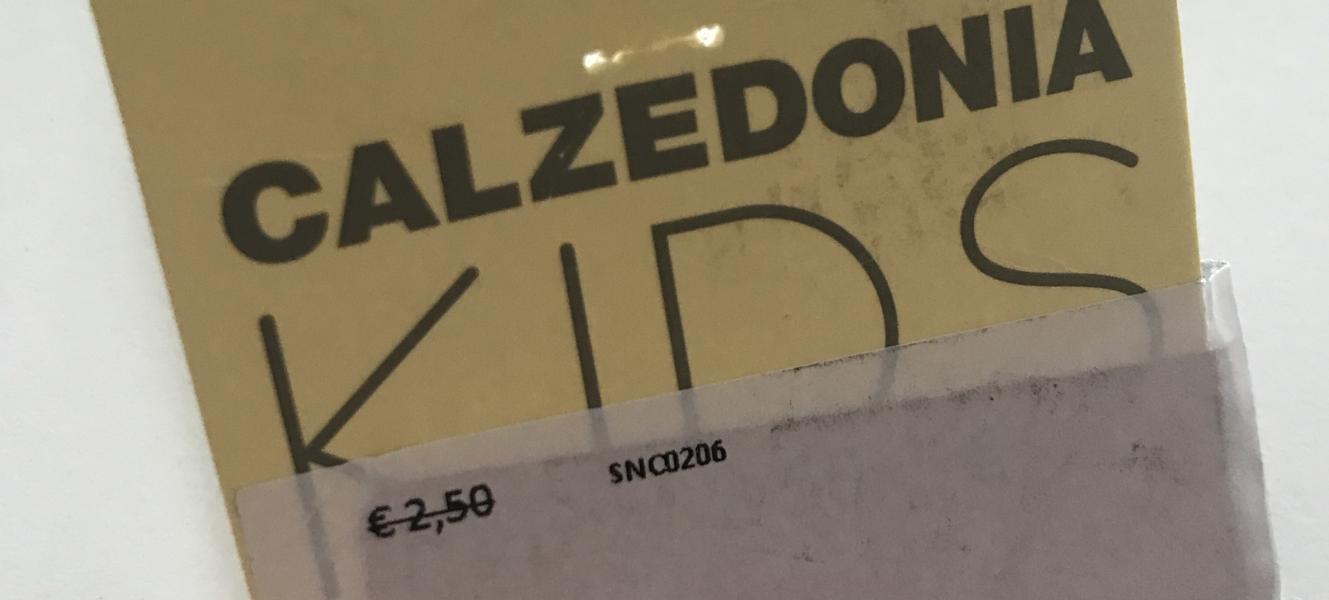 CALZEDONIA
KIDS
SNC0206
€ 2,50